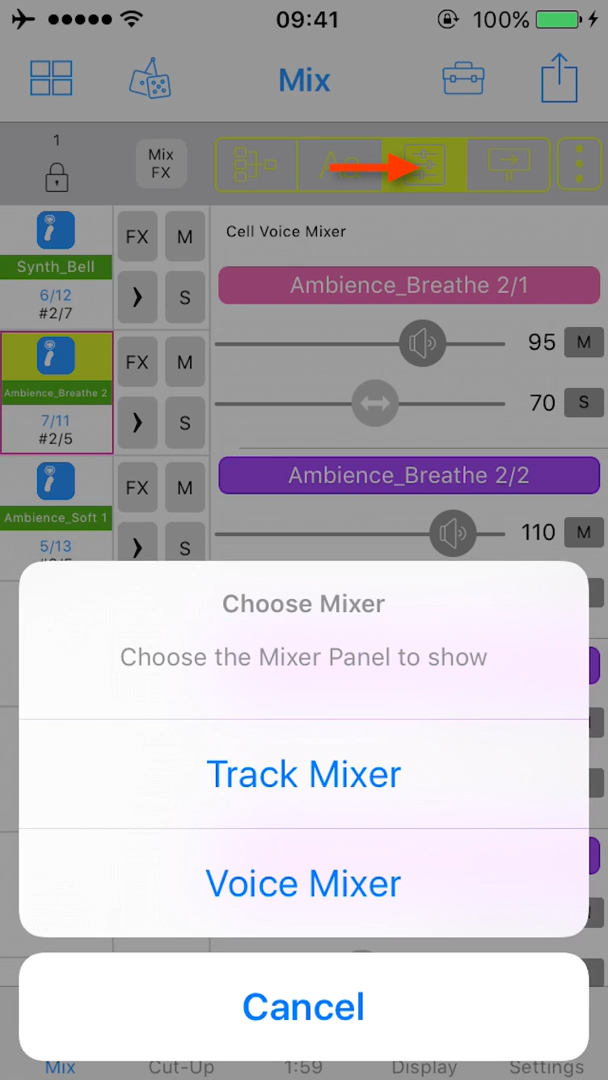 09:41
100%
Mix
1
Mix
FX
Synth_Bell
6/12
#2/7
FX
M
❯
S
Cell Voice Mixer
Ambience_Breathe 2/1
95
M
70
S
Ambience_Breathe 2
7/11
#2/5
FX
M
❯
S
Ambience_Breathe 2/2
110
M
Ambience_Soft 1
5/13
FX
M
❯
S
Choose Mixer
Choose the Mixer Panel to show
Track Mixer
Voice Mixer
Cancel
Mix
Cut-Up
1:59
Display
Settings